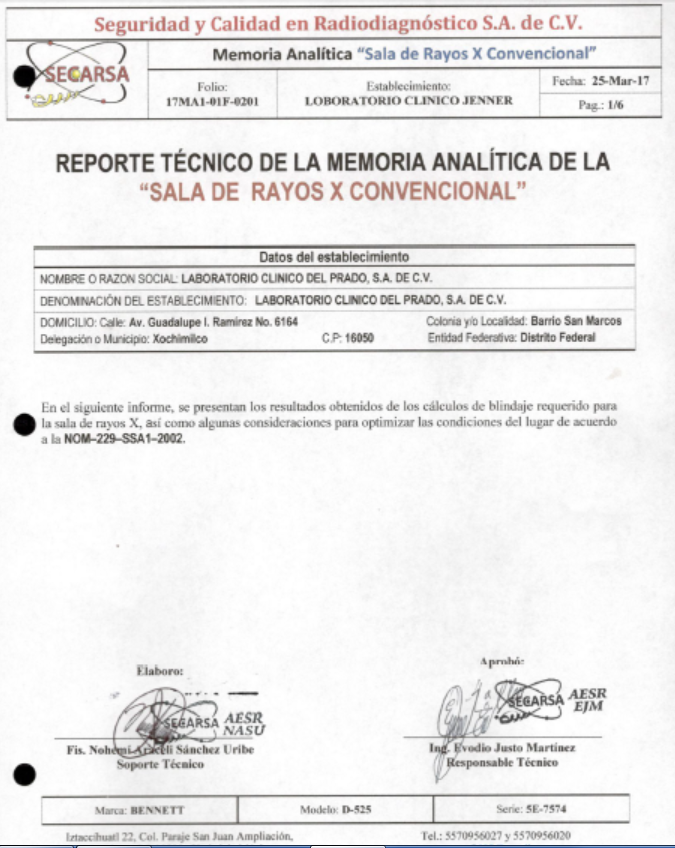 Seguridad y Calidad en Radiodiagnóstico S.A. de C.V.
SECARSA
Memoria Analítica “Sala de Rayos X Convencional”
Folio:
17MA1-01F-0201
Establecimiento:
LOBORATORIO CLINICO JENNER
Fecha: 25-Mar-17
Pag.: 1/6
REPORTE TÉCNICO DE LA MEMORIA ANALÍTICA DE LA
“SALA DE RAYOS X CONVENCIONAL”
Datos del establecimiento
NOMBRE O RAZON SOCIAL: LABORATORIO CLINICO DEL PRADO, S.A. DE C.V.
DENOMINACIÓN DEL ESTABLECIMIENTO: LABORATORIO CLINICO DEL PRADO, S.A. DE C.V.
DOMICILIO: Calle: Av. Guadalupe I. Ramírez No. 6164 Colonia y/o Localidad: Barrio San Marcos
Delegación o Municipio: Xochimilco C.P: 16050 Entidad Federativa: Distrito Federal
En el siguiente informe, se presentan los resultados obtenidos de los cálculos de blindaje requerido para
la sala de rayos X, así como algunas consideraciones para optimizar las condiciones del lugar de acuerdo
a la NOM–229–SSA1–2002.
Elaboro:
SECARSA AESR
NASU
Fis. Nohemí Araceli Sánchez Uribe
Soporte Técnico
Aprobó:
SECARSA AESR
EJM
Ing. Evodio Justo Martínez
Responsable Técnico
Marca: BENNETT Modelo: D-525 Serie: 5E-7574
Iztaccihuatl 22, Col. Paraje San Juan Ampliación, Tel.: 5570956027 y 5570956020